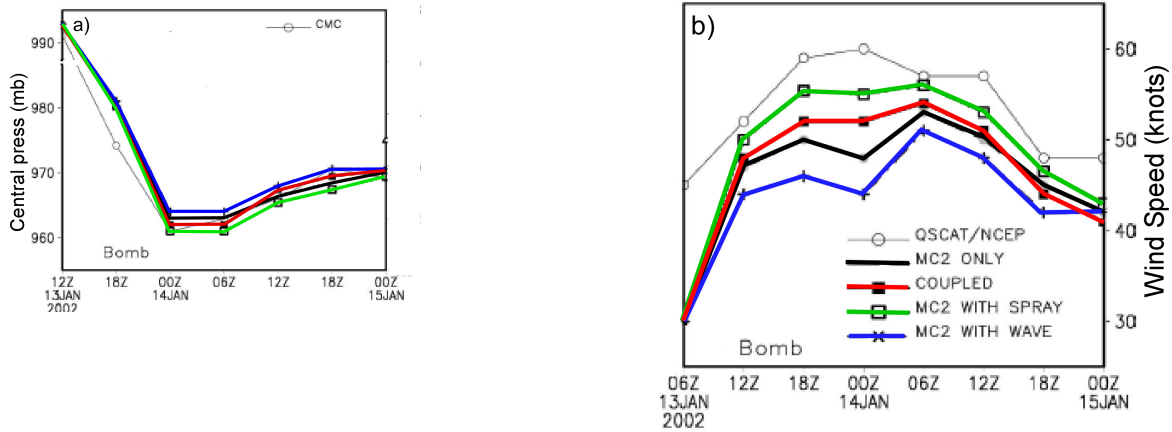 a)
CMC
Central press (mb)
990
980
970
960
Bomb
12Z 18Z 00Z 06Z 12Z 18Z 00Z
13JAN 14JAN 15JAN
2002
b)
Wind Speed (knots)
60
50
40
30
QSCAT/NCEP
MC2 ONLY
COUPLED
MC2 WITH SPRAY
MC2 WITH WAVE
Bomb
06Z 12Z 18Z 00Z 06Z 12Z 18Z 00Z
13JAN 14JAN 15JAN
2002